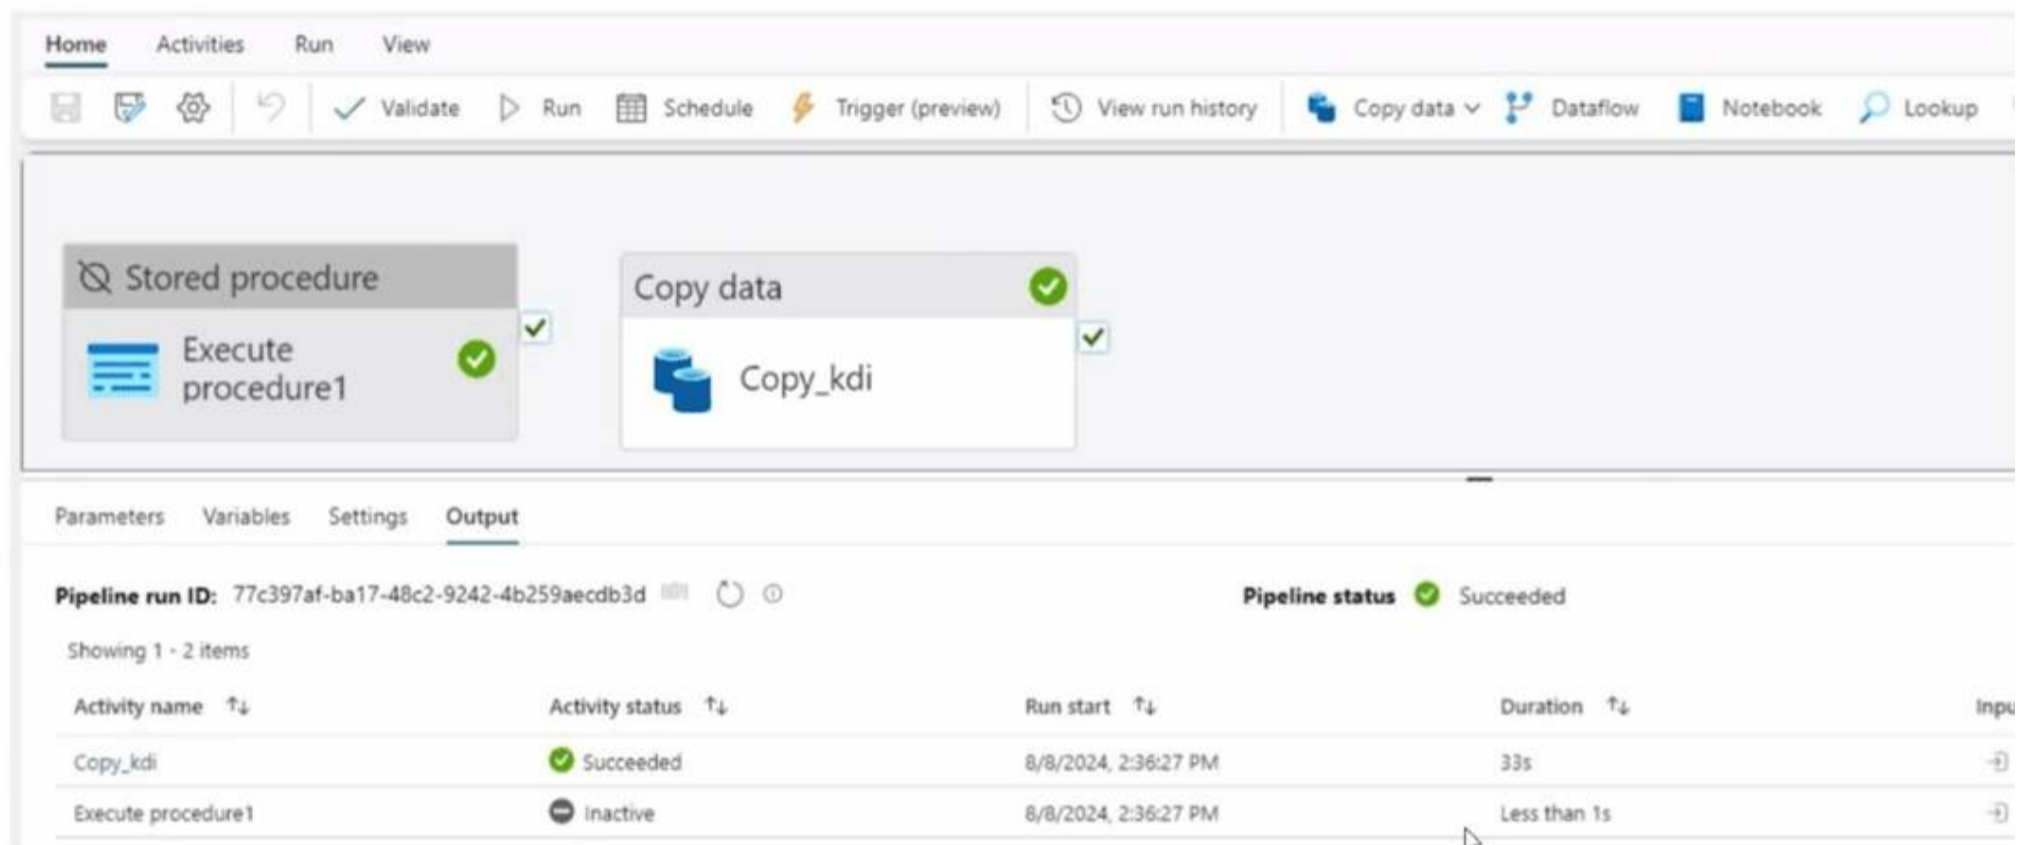 Home Activities Run View
Validate Run Schedule Trigger (preview) View run history Copy data Dataflow Notebook Lookup
Stored procedure
Execute
procedure1
Copy data
Copy_kdi
Parameters Variables Settings Output
Pipeline run ID: 77c397af-ba17-48c2-9242-4b259aecdb3d Pipeline status Succeeded
Showing 1 - 2 items
Activity name Activity status Run start Duration Inpu
Copy_kdi Succeeded 8/8/2024, 2:36:27 PM 33s
Execute procedure1 Inactive 8/8/2024, 2:36:27 PM Less than 1s